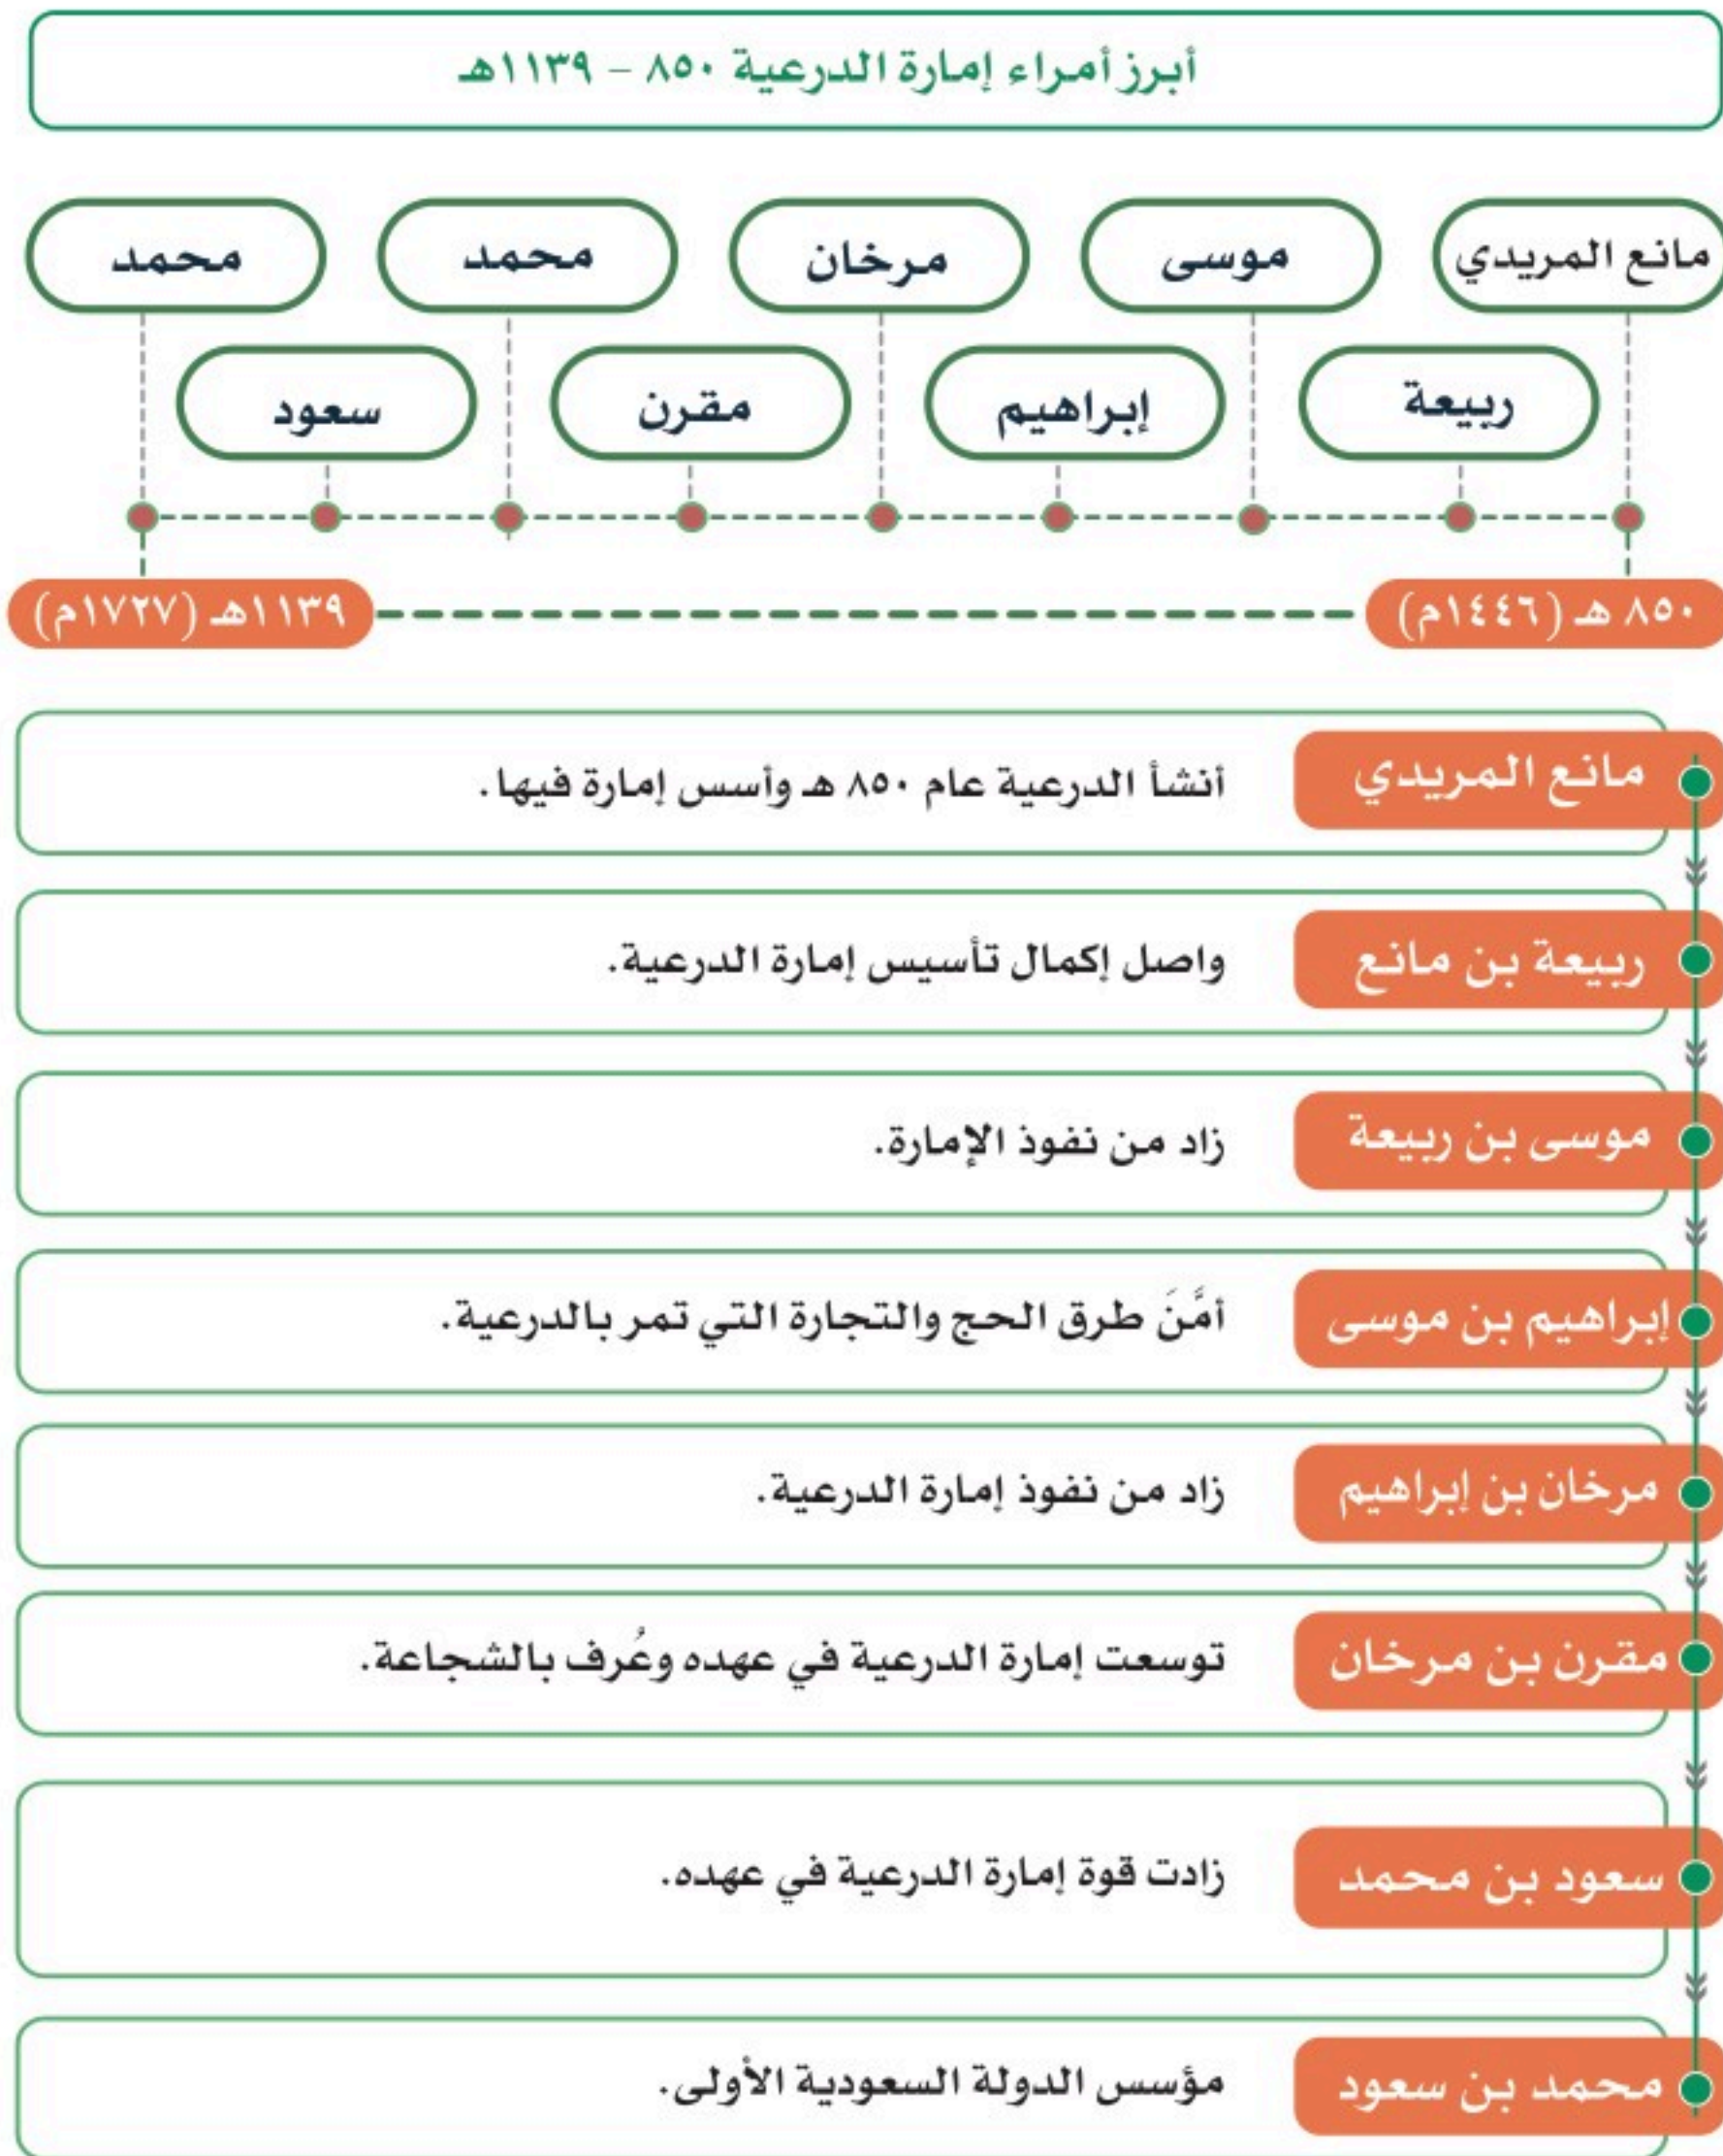 أبرز أمراء إمارة الدرعية ٨٥٠ – ١١٣٩هـ
مانع المريدي
موسى
مرخان
محمد
محمد
ربيعة
إبراهيم
مقرن
سعود
٨٥٠ هـ (١٤٤٦م)
١١٣٩هـ (١٧٢٧م)
مانع المريدي
أنشأ الدرعية عام ٨٥٠ هـ وأسس إمارة فيها.
ربيعة بن مانع
واصل إكمال تأسيس إمارة الدرعية.
موسى بن ربيعة
زاد من نفوذ الإمارة.
إبراهيم بن موسى
أمَّنَ طرق الحج والتجارة التي تمر بالدرعية.
مرخان بن إبراهيم
زاد من نفوذ إمارة الدرعية.
مقرن بن مرخان
توسعت إمارة الدرعية في عهده وعُرف بالشجاعة.
سعود بن محمد
زادت قوة إمارة الدرعية في عهده.
محمد بن سعود
مؤسس الدولة السعودية الأولى.